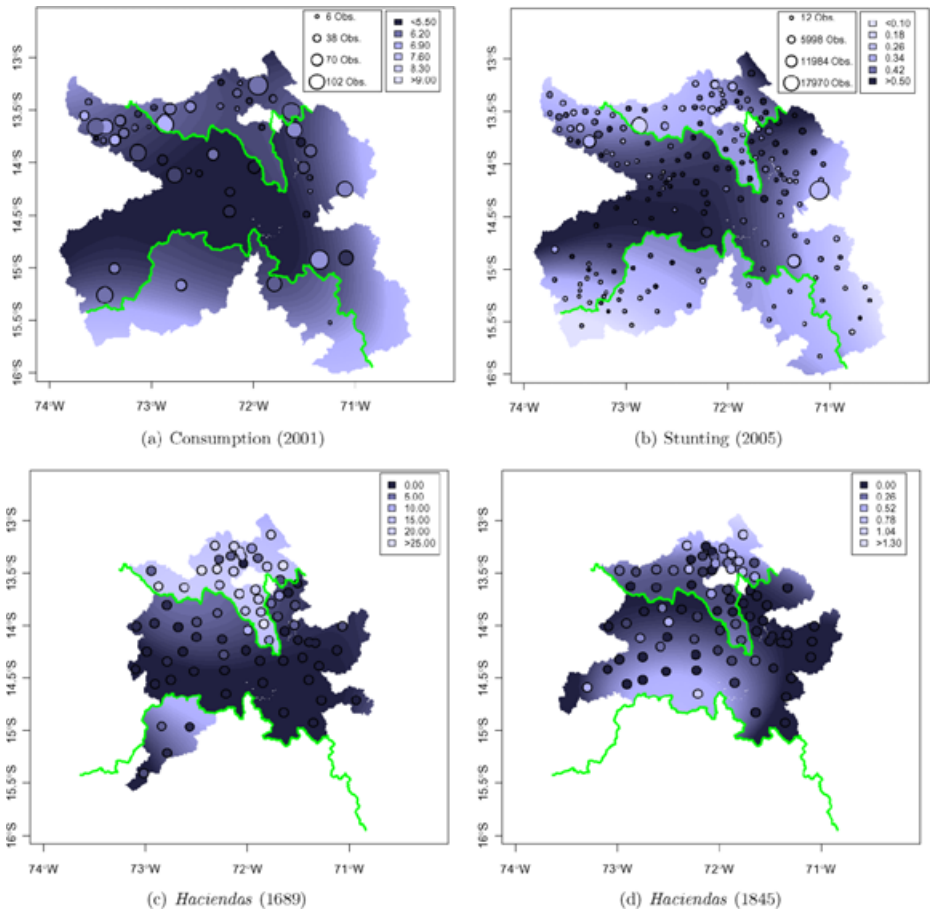 6 Obs.
38 Obs.
70 Obs.
102 Obs.
<5.50
6.20
6.90
7.60
8.30
>9.00
13°S
13.5°S
14°S
14.5°S
15°S
15.5°S
16°S
74°W
73°W
72°W
71°W
(a) Consumption (2001)
12 Obs.
5998 Obs.
11984 Obs.
17970 Obs.
<0.10
0.18
0.26
0.34
0.42
>0.50
13°S
13.5°S
14°S
14.5°S
15°S
15.5°S
16°S
74°W
73°W
72°W
71°W
(b) Stunting (2005)
0.00
5.00
10.00
15.00
20.00
>25.00
13°S
13.5°S
14°S
14.5°S
15°S
15.5°S
16°S
74°W
73°W
72°W
71°W
(c) Haciendas (1689)
0.00
0.26
0.52
0.78
1.04
>1.30
13°S
13.5°S
14°S
14.5°S
15°S
15.5°S
16°S
74°W
73°W
72°W
71°W
(d) Haciendas (1845)